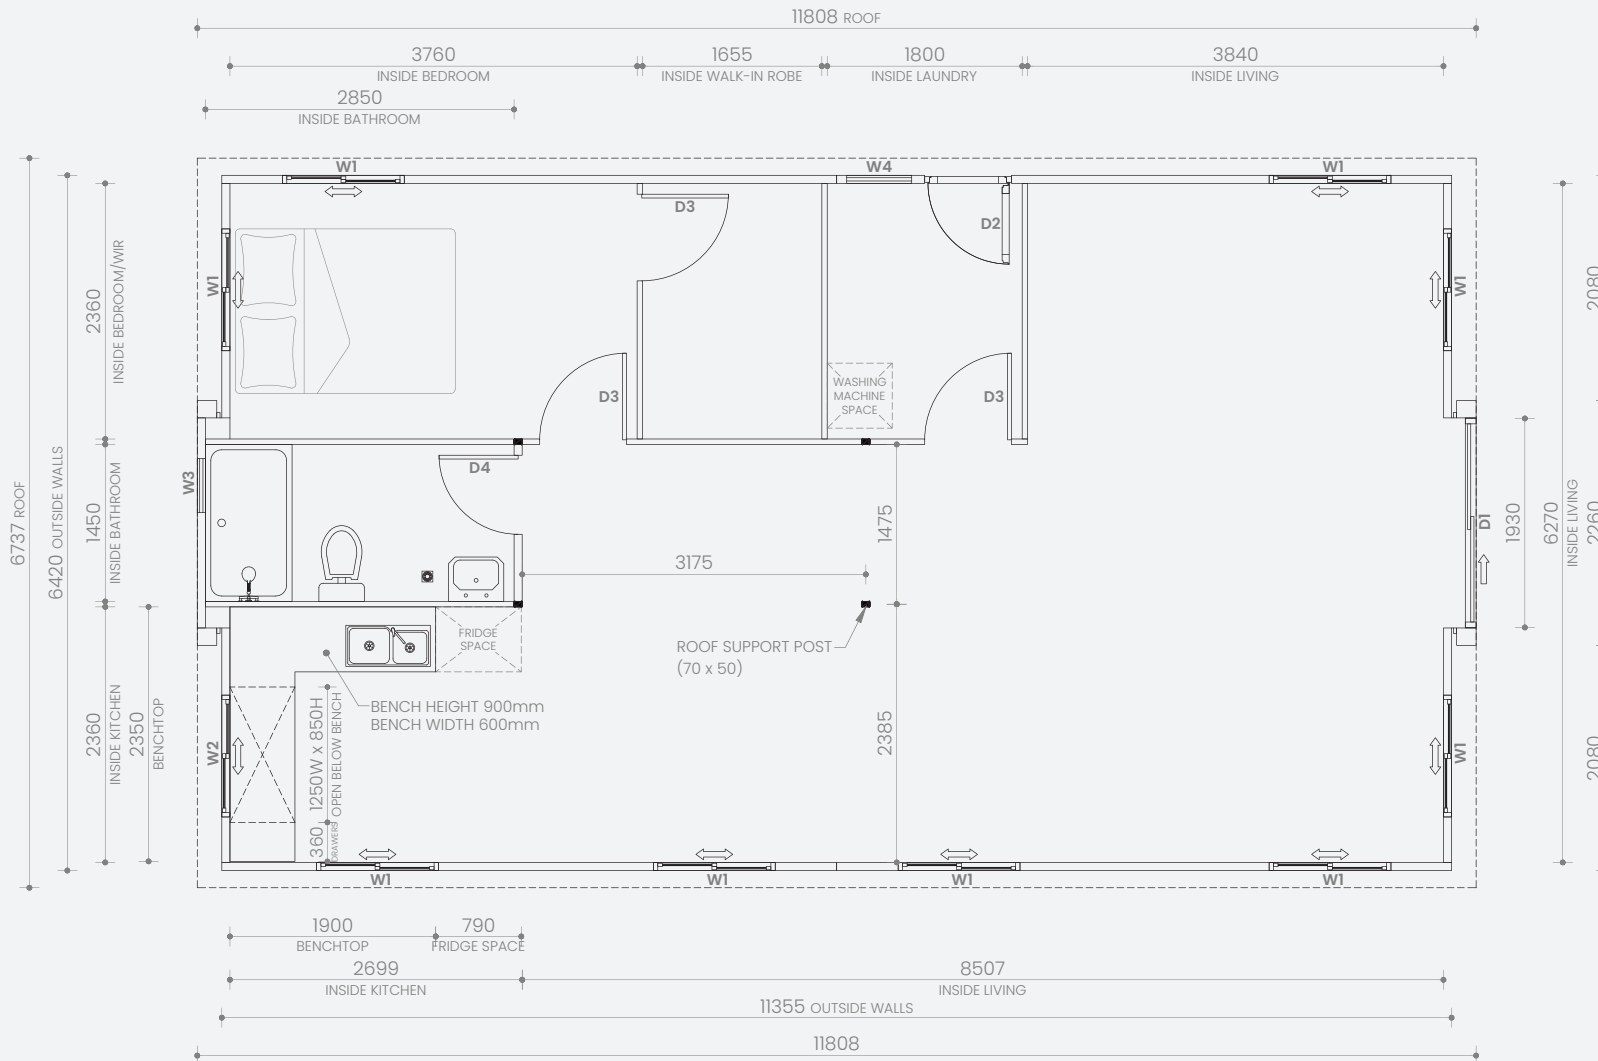 11808 ROOF
3760
1655
1800
3840
INSIDE BEDROOM
INSIDE WALK-IN ROBE
INSIDE LAUNDRY
INSIDE LIVING
2850
INSIDE BATHROOM
W1
W4
W1
D3
D2
W1
W1
2080
2360
INSIDE BEDROOM/WIR
WASHING
MACHINE
SPACE
D3
D3
D4
W3
6737 ROOF
6420 OUTSIDE WALLS
1450
INSIDE BATHROOM
1475
3175
D1
1930
6270
INSIDE LIVING
2260
FRIDGE
SPACE
ROOF SUPPORT POST
(70 x 50)
BENCH HEIGHT 900mm
BENCH WIDTH 600mm
2360
INSIDE KITCHEN
2350
BENCHTOP
W2
1250W x 850H
OPEN BELOW BENCH
360
DRAWERS
2385
W1
2080
W1
W1
W1
W1
1900
790
BENCHTOP
FRIDGE SPACE
2699
8507
INSIDE KITCHEN
INSIDE LIVING
11355 OUTSIDE WALLS
11808